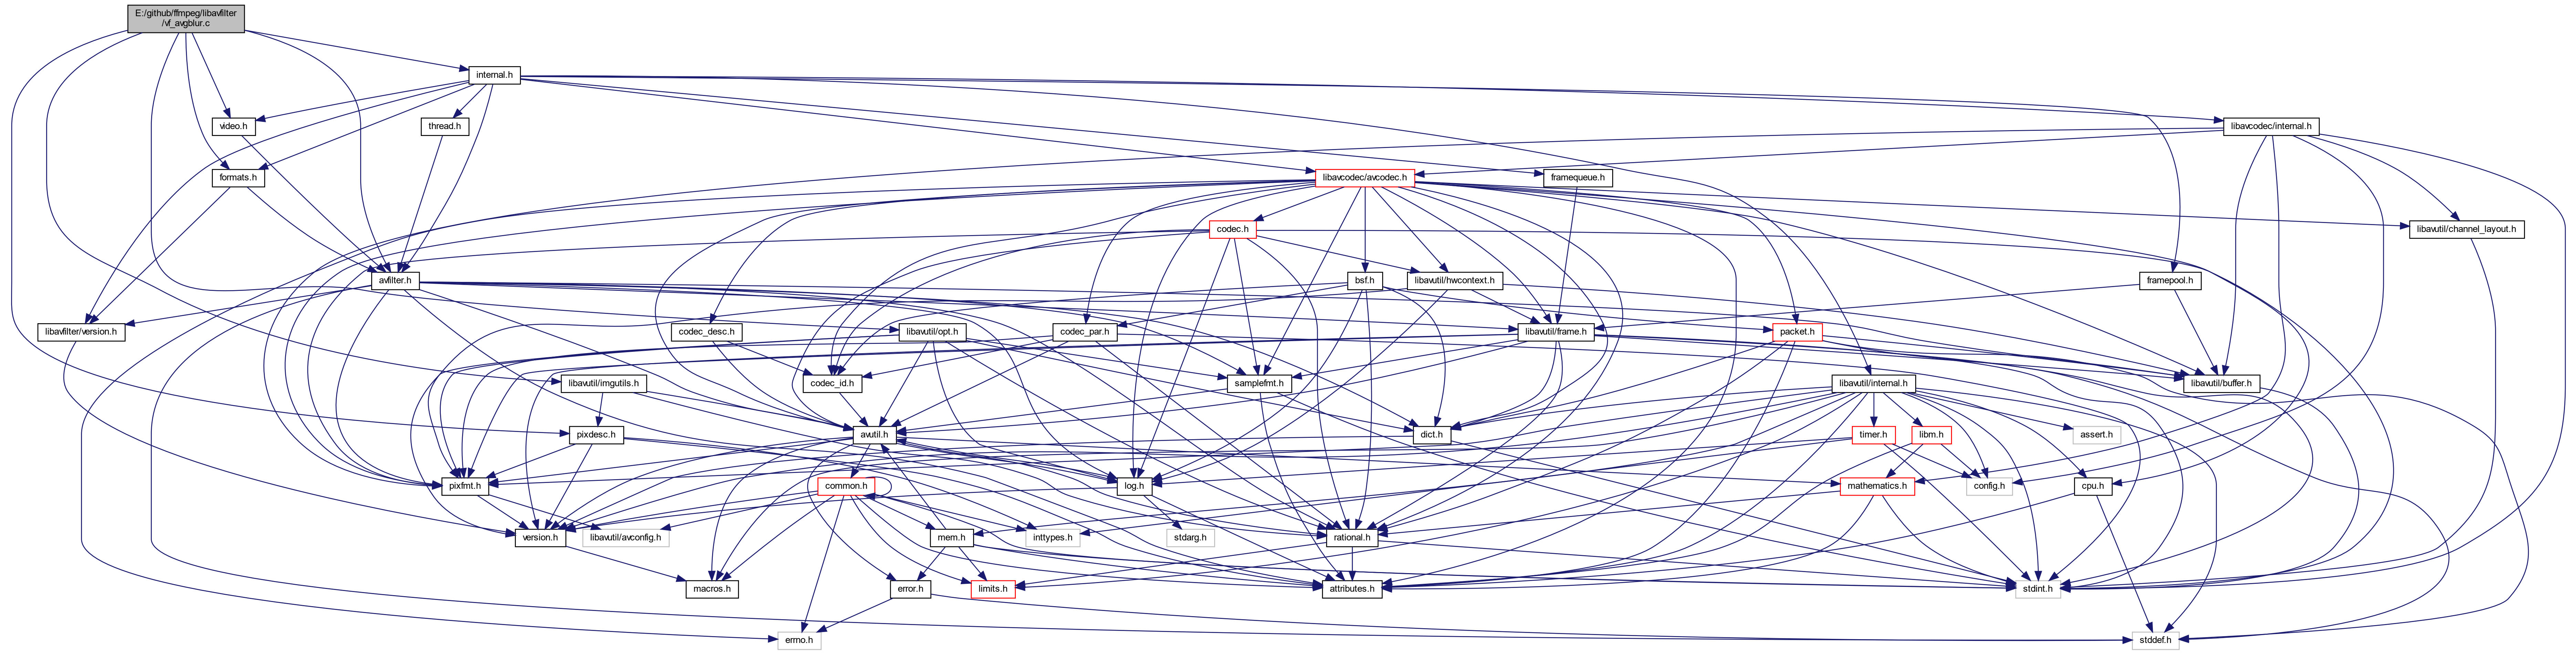 E:/github/ffmpeg/libavfilter
/vf_avgblur.c
internal.h
video.h
thread.h
libavcodec/internal.h
formats.h
libavcodec/avcodec.h
framequeue.h
codec.h
libavutil/channel_layout.h
avfilter.h
bsf.h
libavutil/hwcontext.h
framepool.h
libavfilter/version.h
codec_desc.h
libavutil/opt.h
codec_par.h
libavutil/frame.h
packet.h
libavutil/imgutils.h
codec_id.h
samplefmt.h
libavutil/internal.h
libavutil/buffer.h
pixdesc.h
avutil.h
dict.h
timer.h
libm.h
assert.h
pixfmt.h
common.h
log.h
mathematics.h
config.h
cpu.h
version.h
libavutil/avconfig.h
mem.h
inttypes.h
stdarg.h
rational.h
macros.h
error.h
limits.h
attributes.h
stdint.h
errno.h
stddef.h